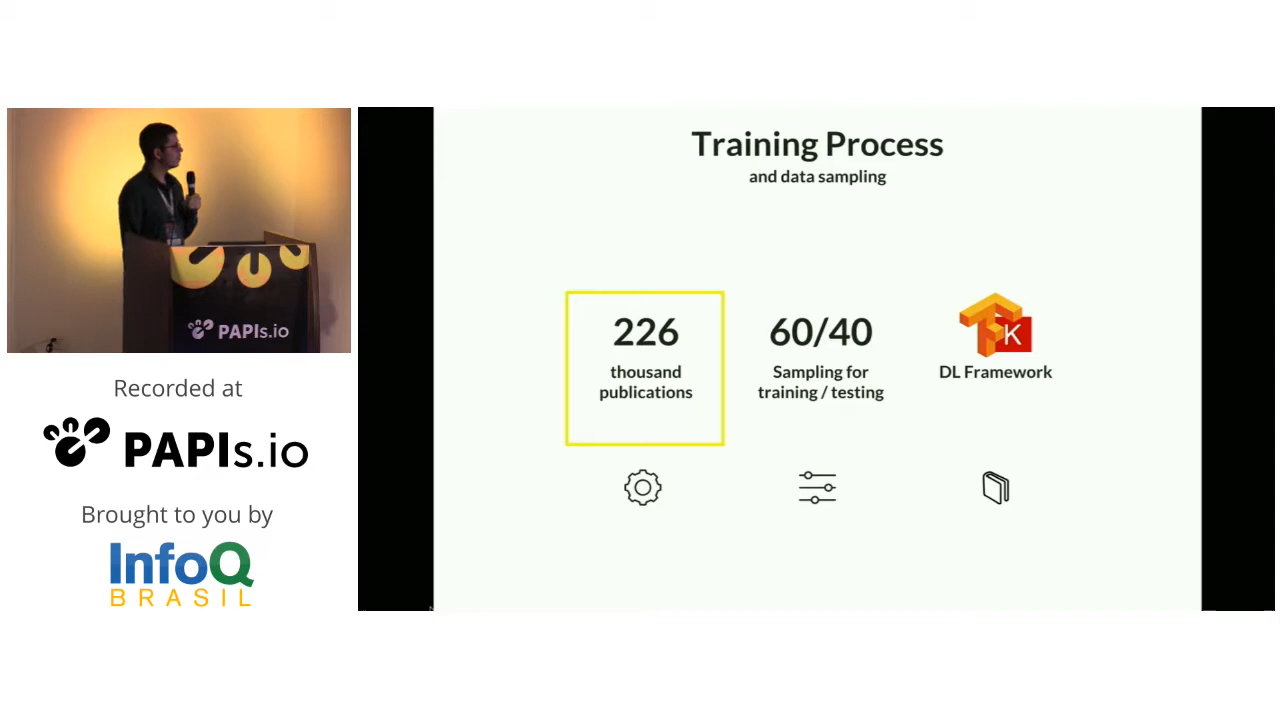 PAPIs.io
Recorded at
PAPIs.io
Brought to you by
InfoQ
BRASIL
Training Process
and data sampling
226
thousand
publications
60/40
Sampling for
training / testing
K
DL Framework